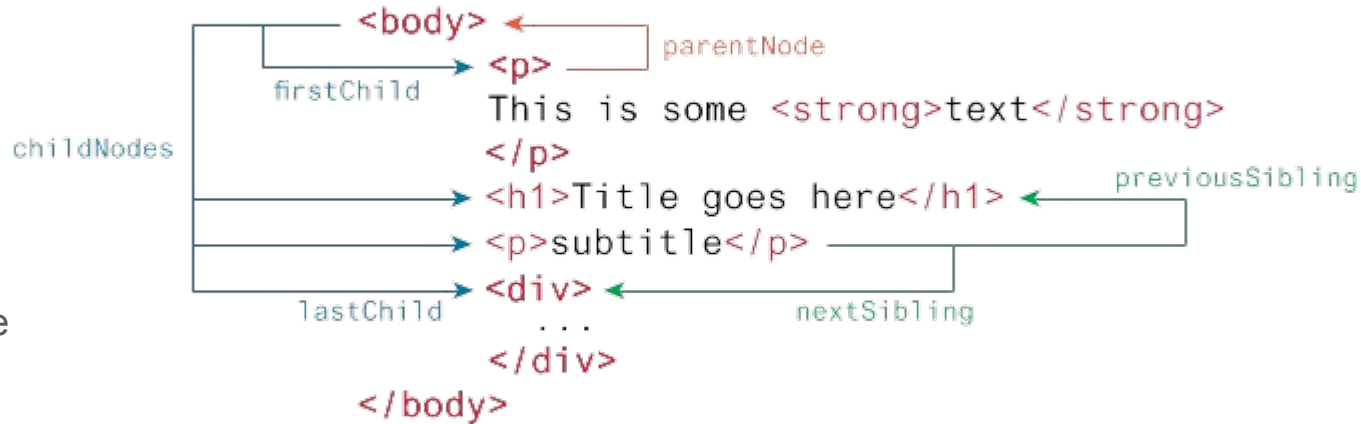 <body>
parentNode
<p>
firstChild
This is some <strong>text</strong>
childNodes
</p>
previousSibling
<h1>Title goes here</h1>
<p>subtitle</p>
<div>
lastChild
nextSibling
e
...
</div>
</body>